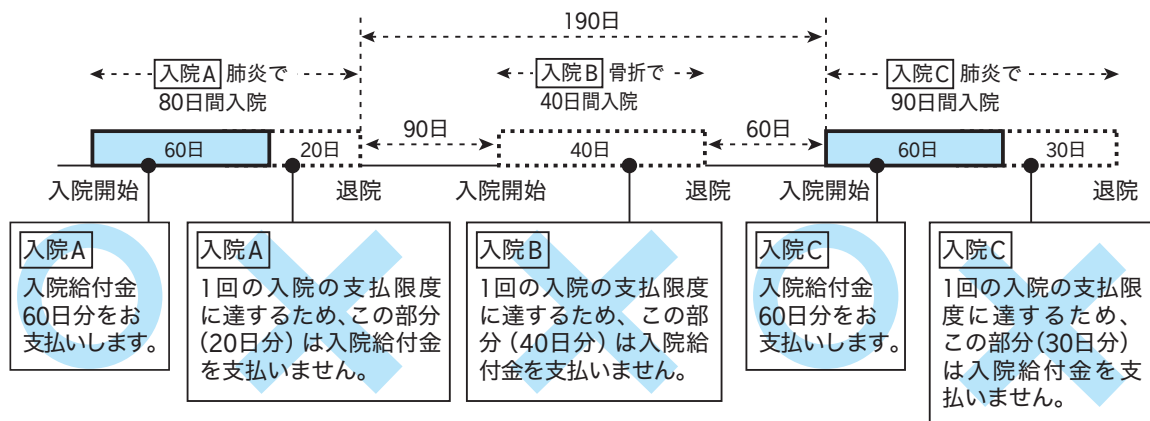 190日
入院A 肺炎で
80日間入院
入院B 骨折で
40日間入院
入院C 肺炎で
90日間入院
60日
20日
90日
40日
60日
60日
30日
入院開始
退院
入院開始
退院
入院開始
退院
入院A
入院給付金
60日分をお
支払いします。
入院A
1回の入院の支払限度
に達するため、この部分
(20日分)は入院給付金
を支払いません。
入院B
1回の入院の支払限度
に達するため、この部
分(40日分)は入院給
付金を支払いません。
入院C
入院給付金
60日分をお
支払いします。
入院C
1回の入院の支払限
度に達するため、
この部分(30日分)
は入院給付金を支
払いません。